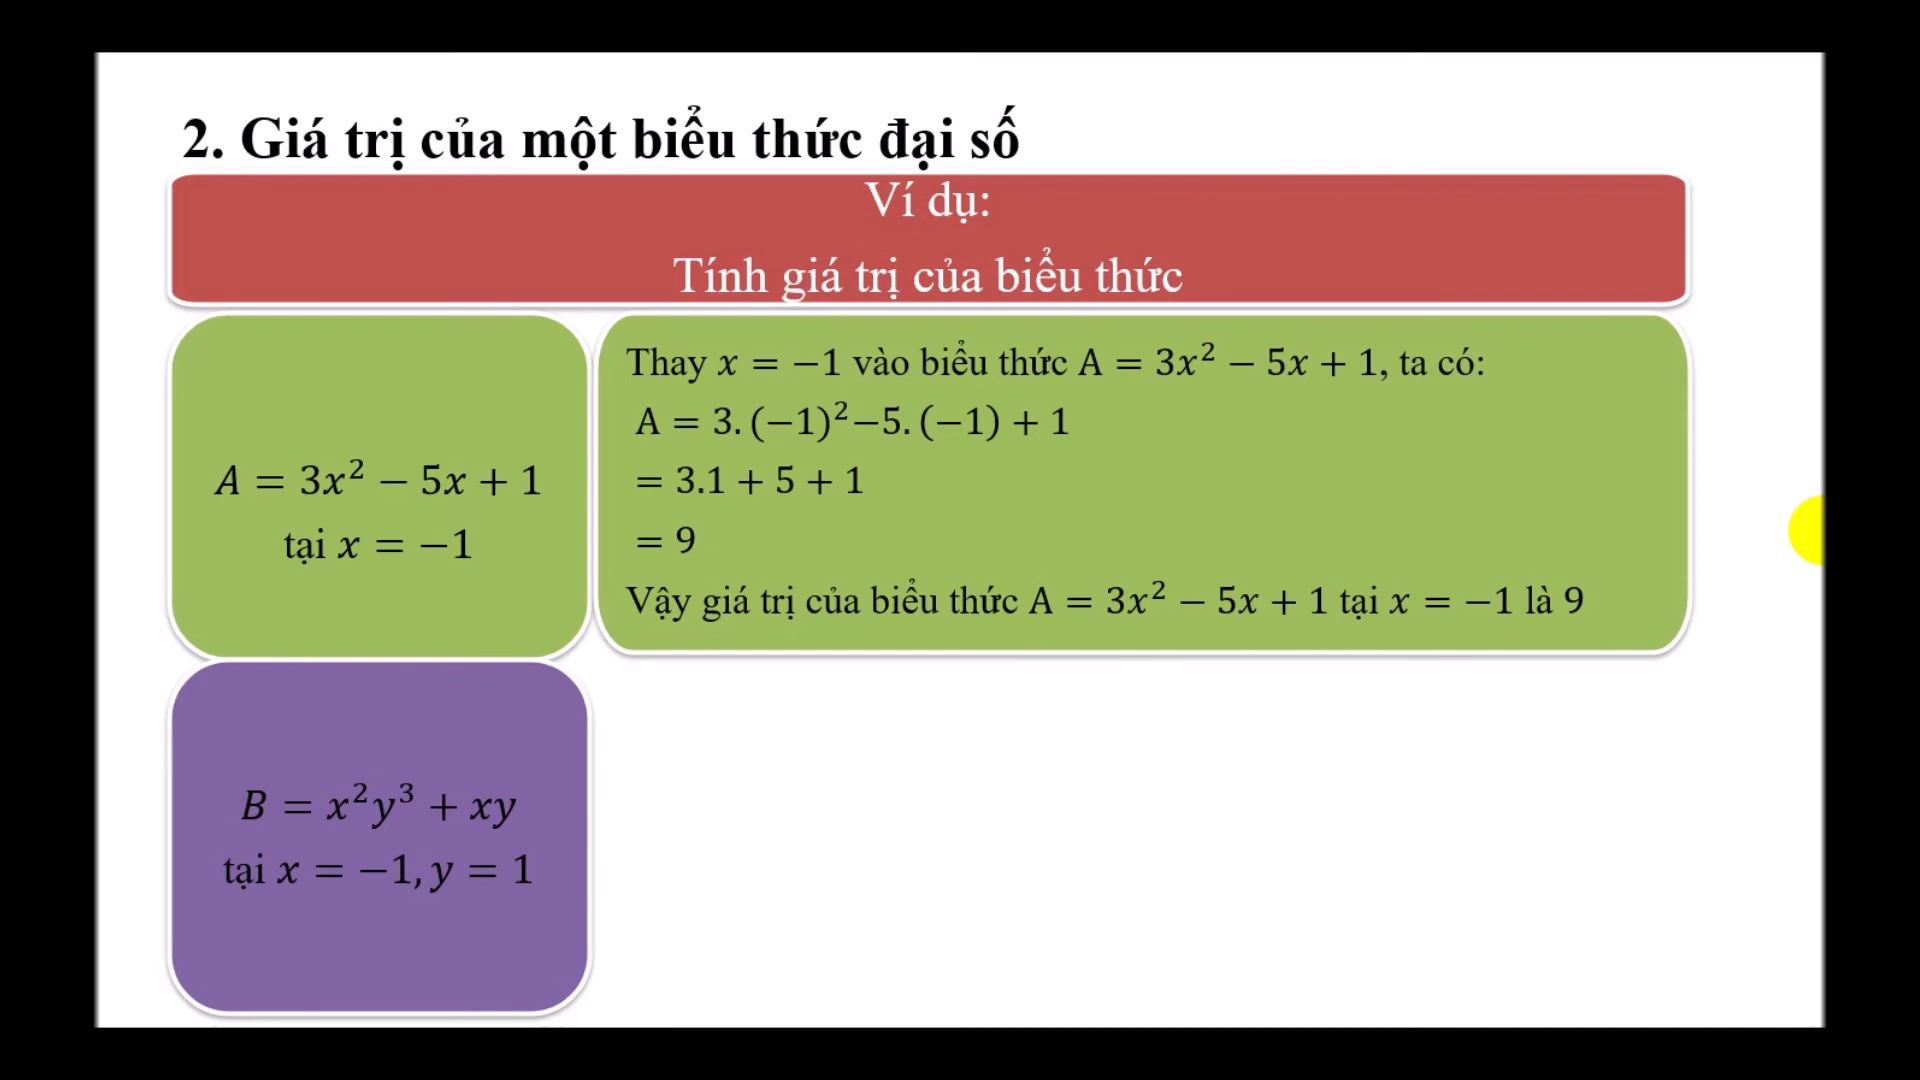 2. Giá trị của một biểu thức đại số
Ví dụ:
Tính giá trị của biểu thức
A = 3x² − 5x + 1
tại x = −1
Thay x = −1 vào biểu thức A = 3x² − 5x + 1, ta có:
A = 3.(−1)²−5.(−1) + 1
= 3.1 + 5 + 1
= 9
Vậy giá trị của biểu thức A = 3x² − 5x + 1 tại x = −1 là 9
B = x²y³ + xy
tại x = −1, y = 1